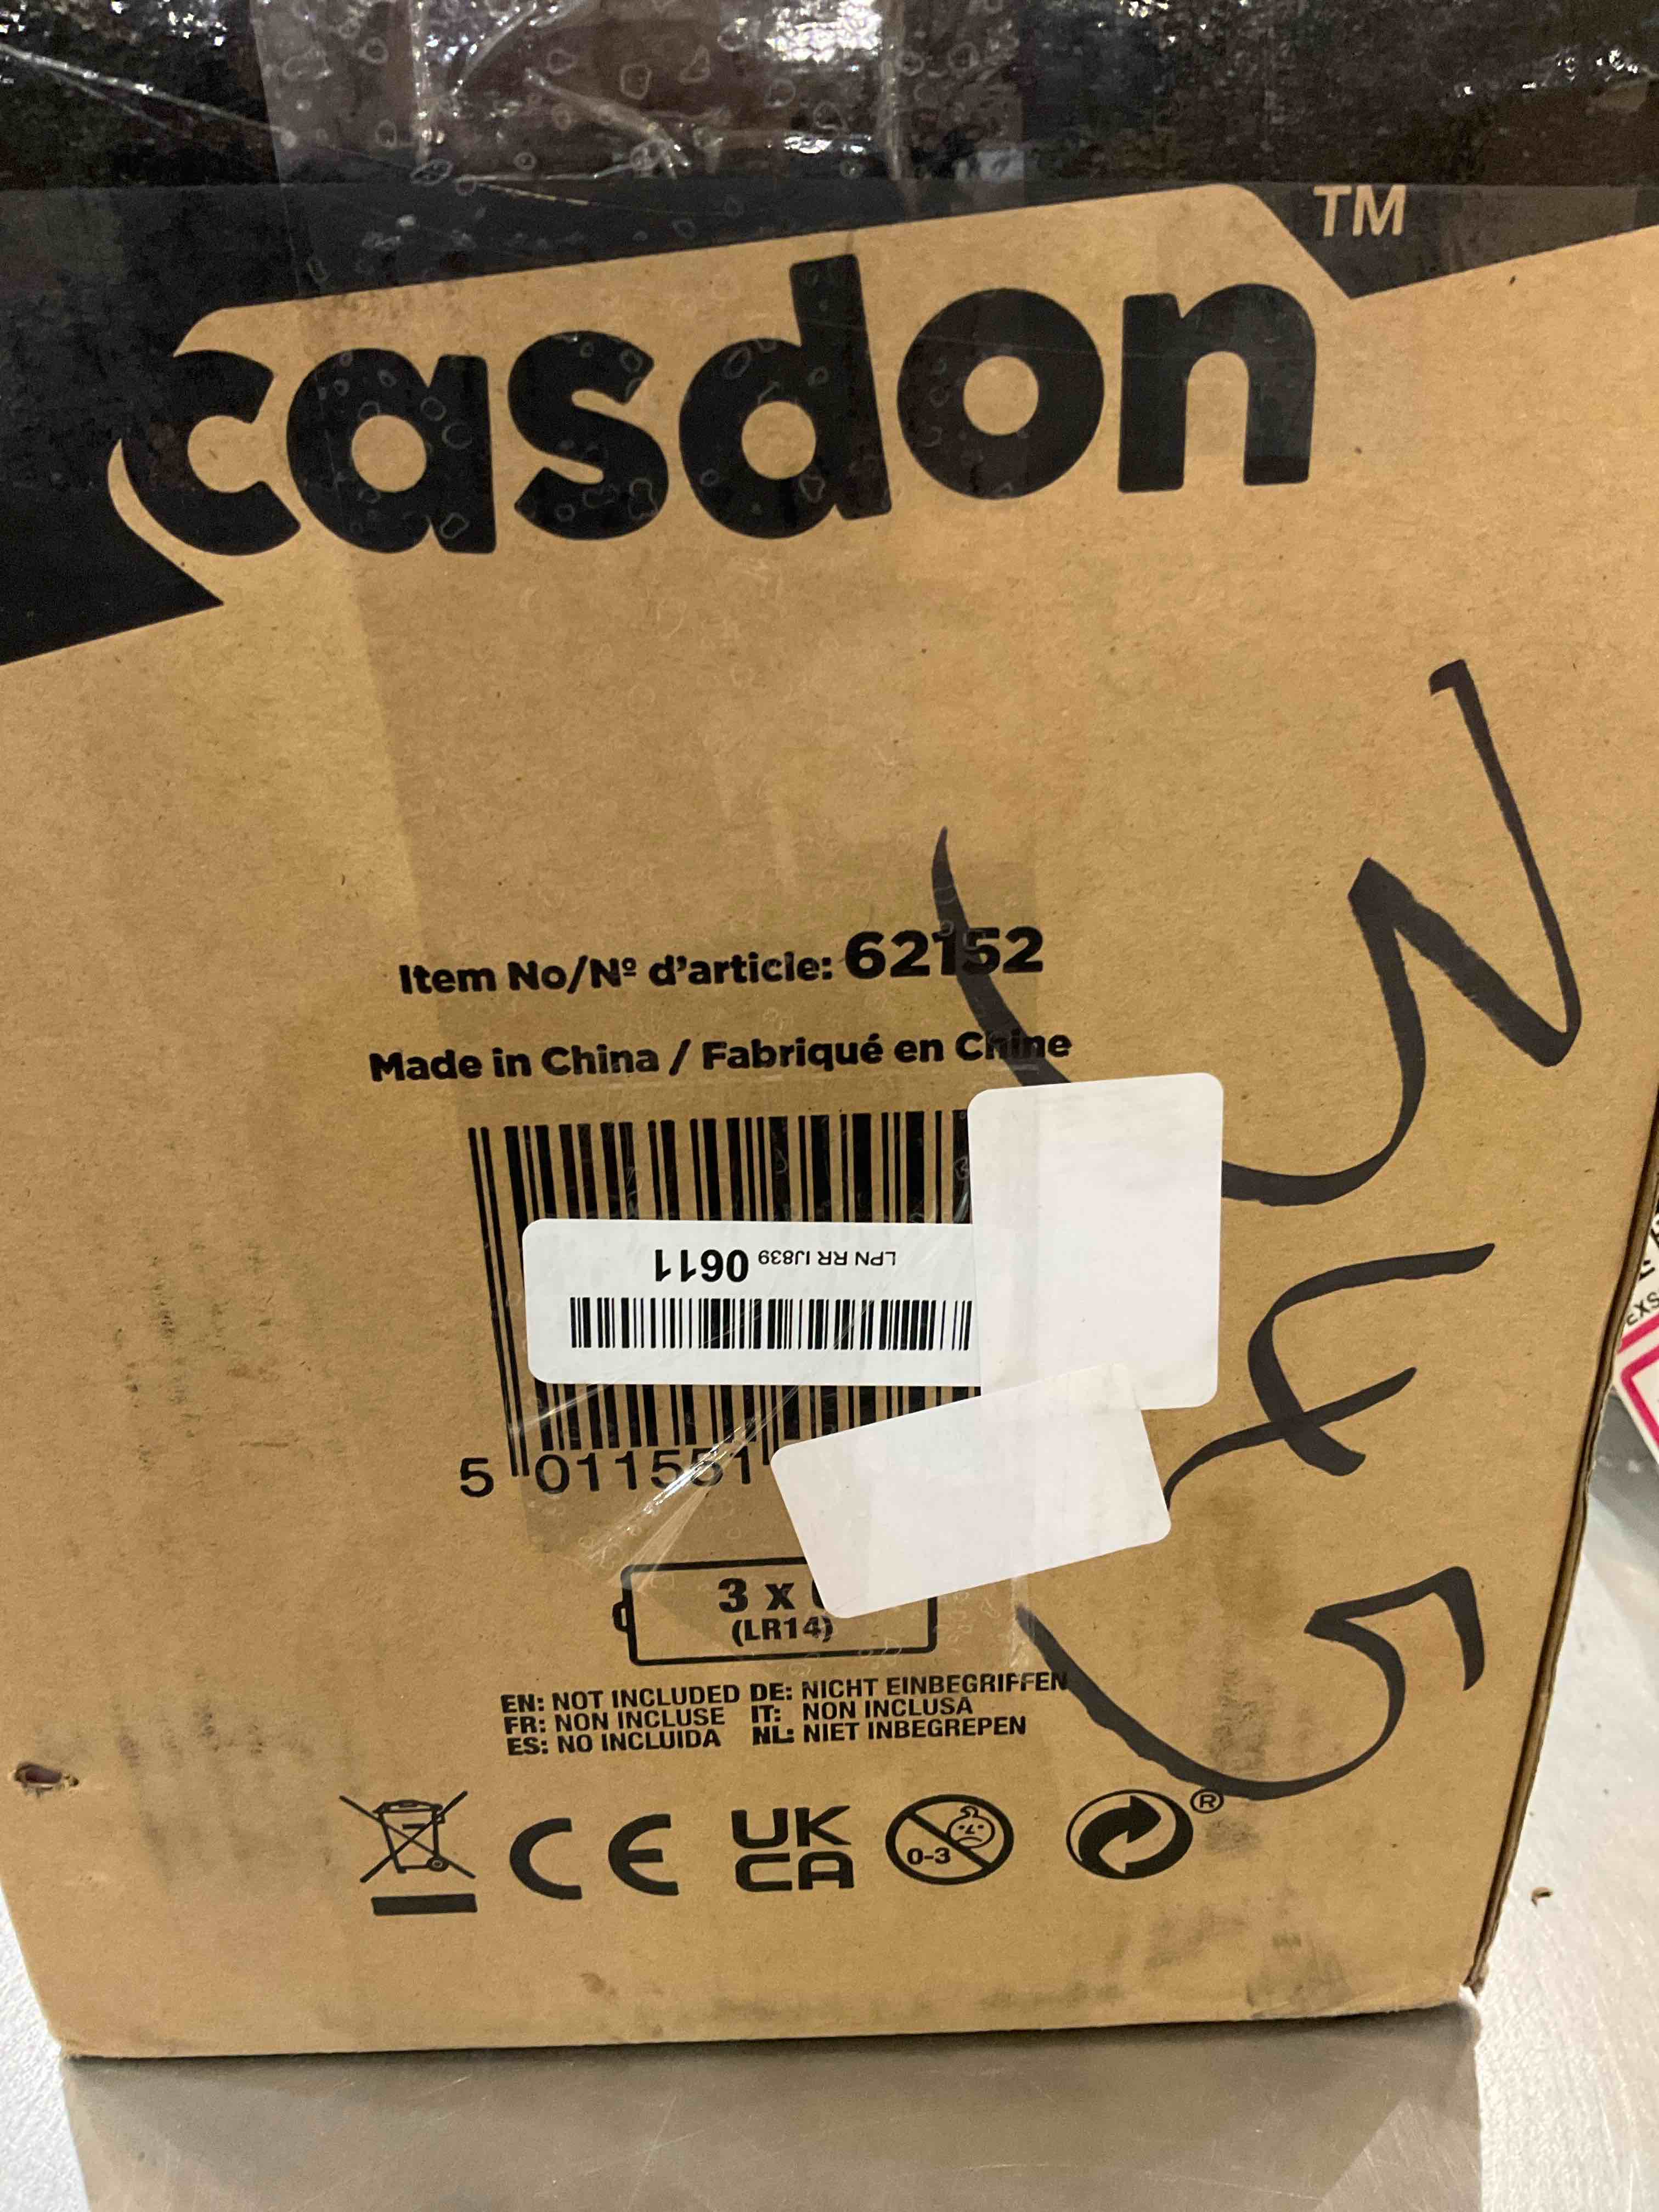 TM
casdon
Item No/Nº d'article: 62152
Made in China / Fabriqué en Chine
LPN RR IJ839 0611
5 011551
3 x
(LR14)
EN: NOT INCLUDED DE: NICHT EINBEGRIFFEN
FR: NON INCLUSE IT: NON INCLUSA
ES: NO INCLUIDA NL: NIET INBEGREPEN
CE
UK
CA
0-3
®